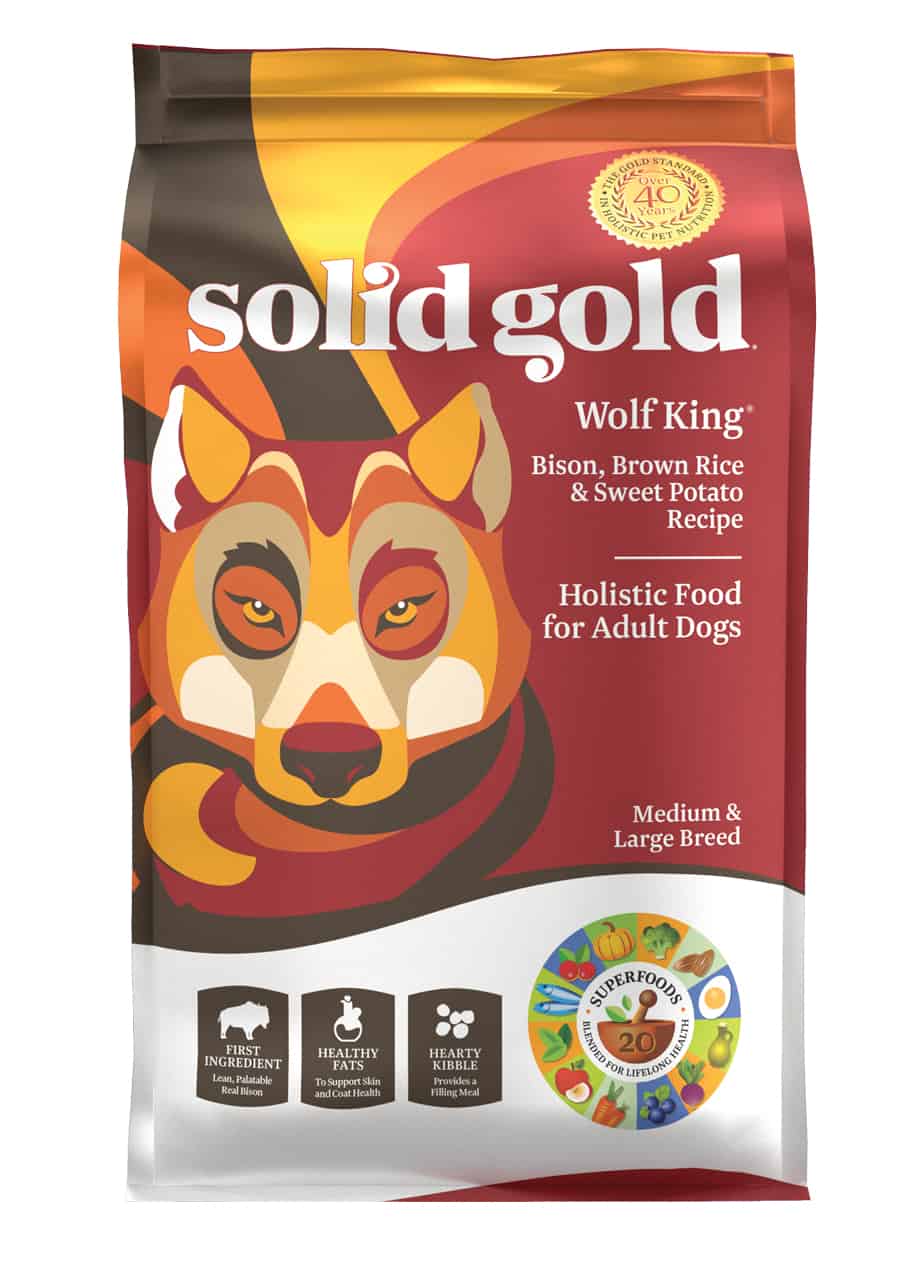 THE GOLD STANDARD
Over
40
Years
IN HOLISTIC PET NUTRITION
solid gold®
Wolf King®
Bison, Brown Rice
& Sweet Potato
Recipe
Holistic Food
for Adult Dogs
Medium &
Large Breed
FIRST
INGREDIENT
Lean, Palatable
Real Bison
HEALTHY
FATS
To Support Skin
and Coat Health
HEARTY
KIBBLE
Provides a
Filling Meal
SUPERFOODS
20
BLENDED FOR LIFELONG HEALTH